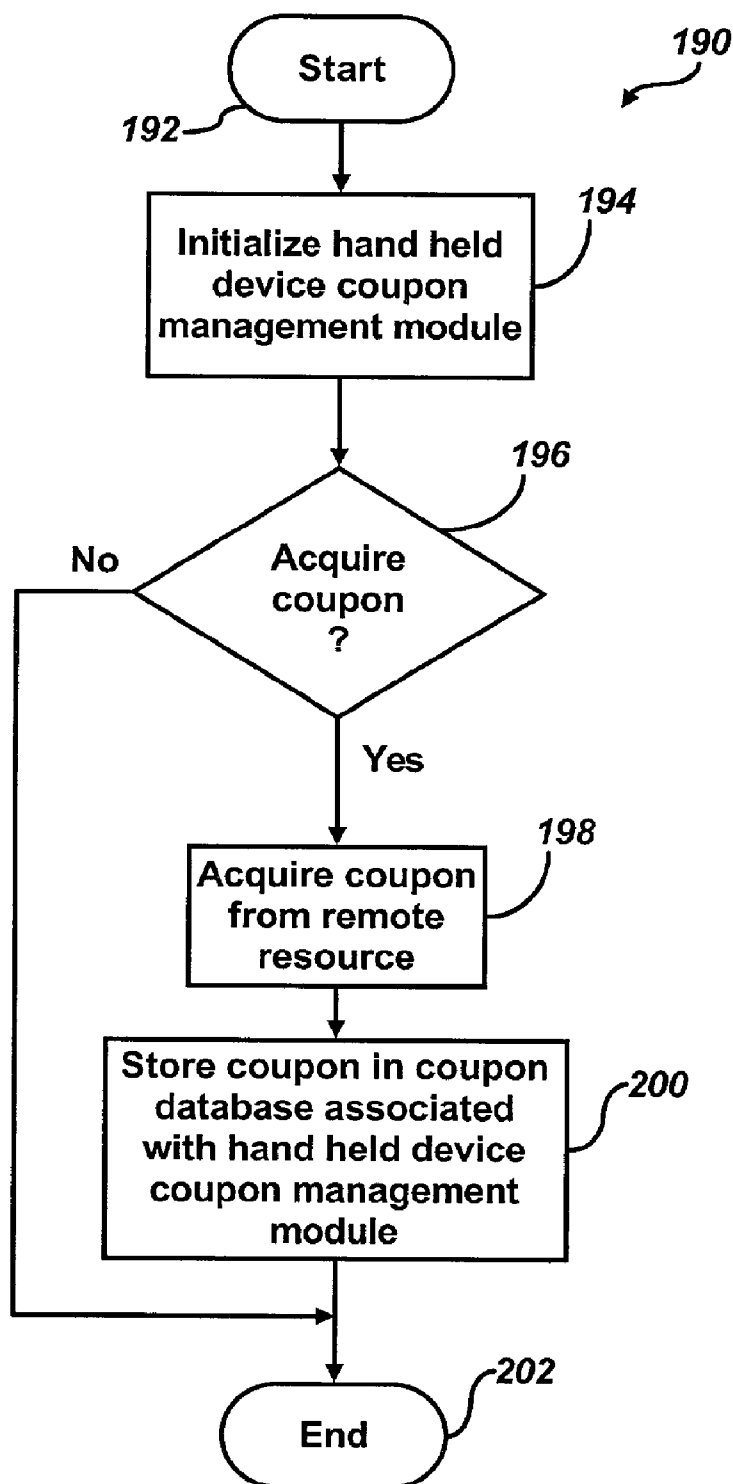 Start
190
192
194
Initialize hand held
device coupon
management module
196
No
Acquire
coupon
?
Yes
198
Acquire coupon
from remote
resource
Store coupon in coupon
database associated
with hand held device
coupon management
module
200
202
End